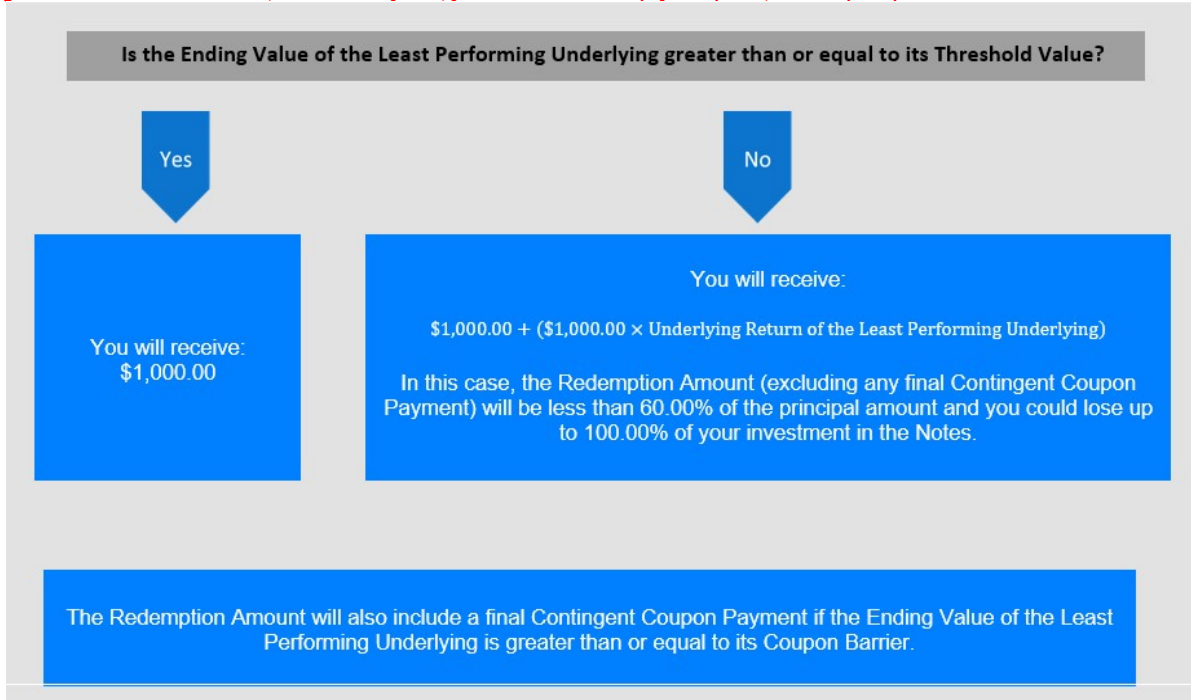 Is the Ending Value of the Least Performing Underlying greater than or equal to its Threshold Value?
Yes
No
You will receive:
$1,000.00
You will receive:
$1,000.00 + ($1,000.00 × Underlying Return of the Least Performing Underlying)
In this case, the Redemption Amount (excluding any final Contingent Coupon
Payment) will be less than 60.00% of the principal amount and you could lose up
to 100.00% of your investment in the Notes.
The Redemption Amount will also include a final Contingent Coupon Payment if the Ending Value of the Least
Performing Underlying is greater than or equal to its Coupon Barrier.